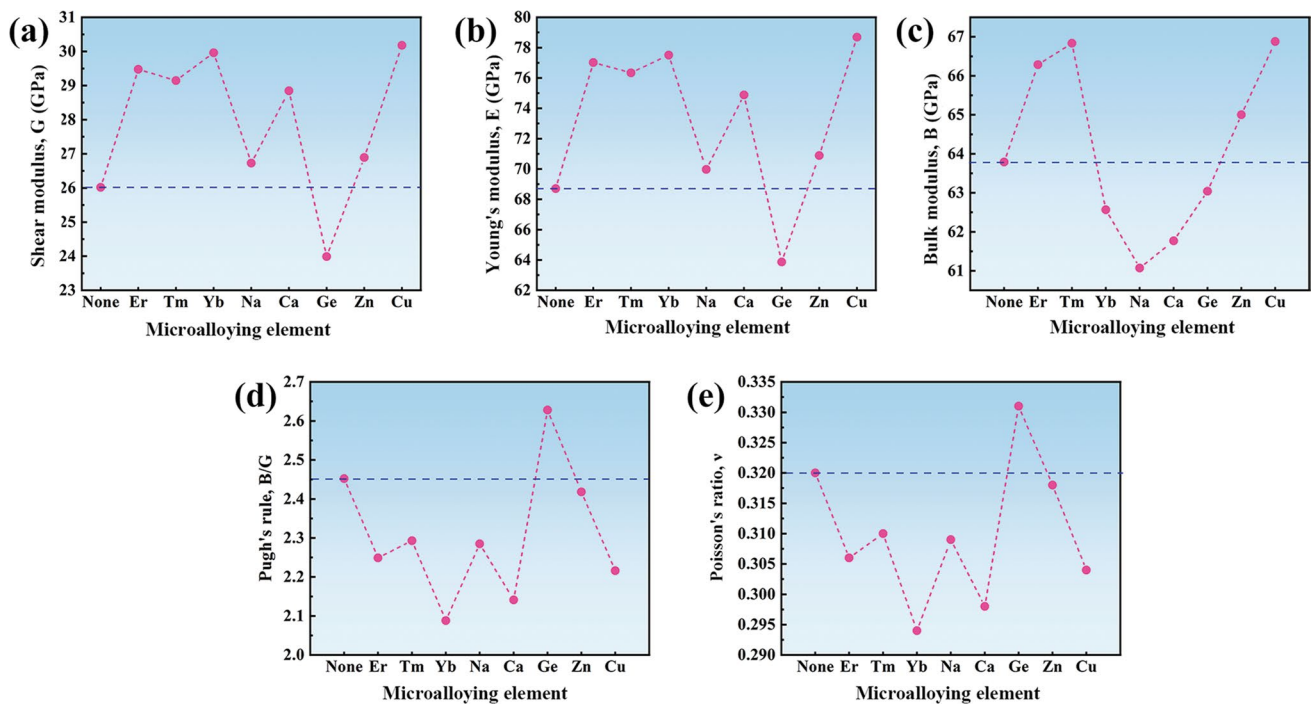 (a)
Shear modulus, G (GPa)
31
30
29
28
27
26
25
24
23
None Er Tm Yb Na Ca Ge Zn Cu
Microalloying element
(b)
Young's modulus, E (GPa)
80
78
76
74
72
70
68
66
64
62
None Er Tm Yb Na Ca Ge Zn Cu
Microalloying element
(c)
Bulk modulus, B (GPa)
67
66
65
64
63
62
61
None Er Tm Yb Na Ca Ge Zn Cu
Microalloying element
(d)
Pugh's rule, B/G
2.7
2.6
2.5
2.4
2.3
2.2
2.1
2.0
None Er Tm Yb Na Ca Ge Zn Cu
Microalloying element
(e)
Poisson's ratio, ν
0.335
0.330
0.325
0.320
0.315
0.310
0.305
0.300
0.295
0.290
None Er Tm Yb Na Ca Ge Zn Cu
Microalloying element